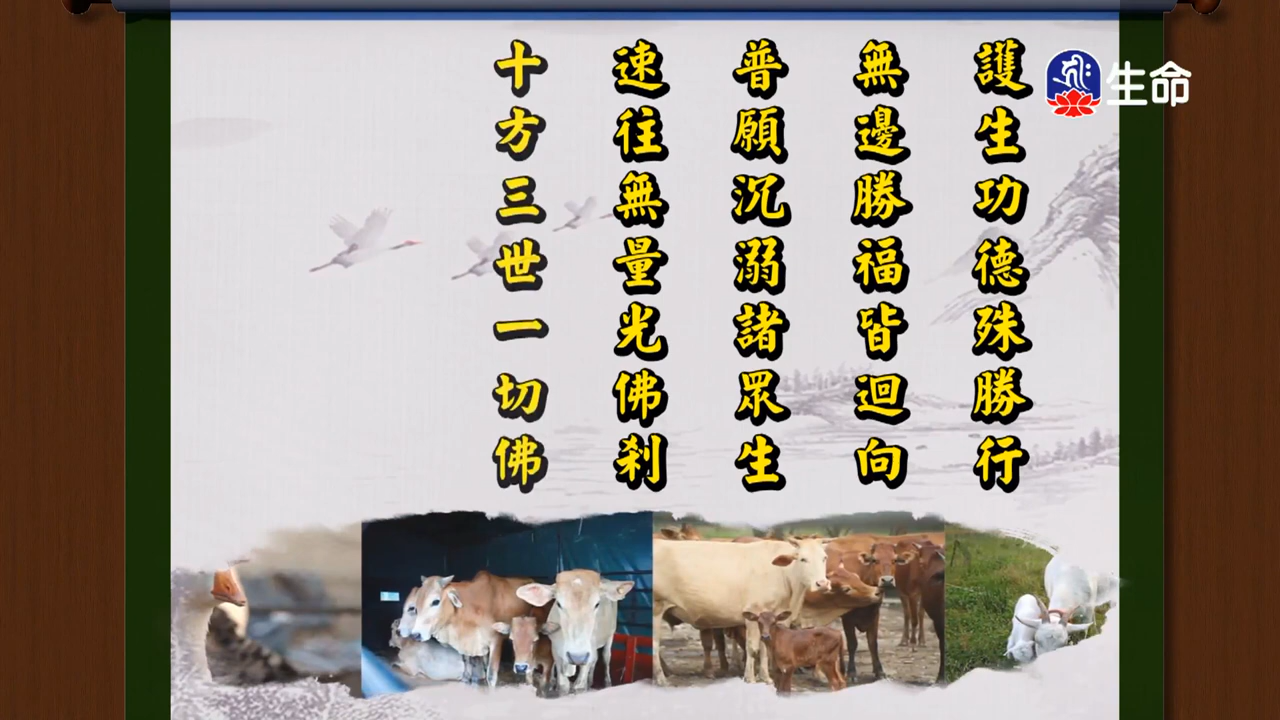 護生功德殊勝行
無邊勝福皆迴向
普願沉溺諸眾生
速往無量光佛剎
十方三世一切佛
生命